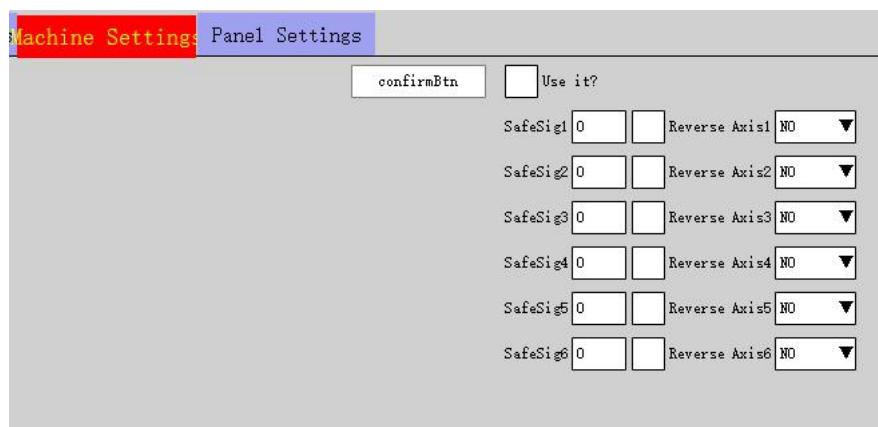 Machine Settings Panel Settings
confirmBtn Use it?
SafeSig1 0 Reverse Axis1 NO
SafeSig2 0 Reverse Axis2 NO
SafeSig3 0 Reverse Axis3 NO
SafeSig4 0 Reverse Axis4 NO
SafeSig5 0 Reverse Axis5 NO
SafeSig6 0 Reverse Axis6 NO